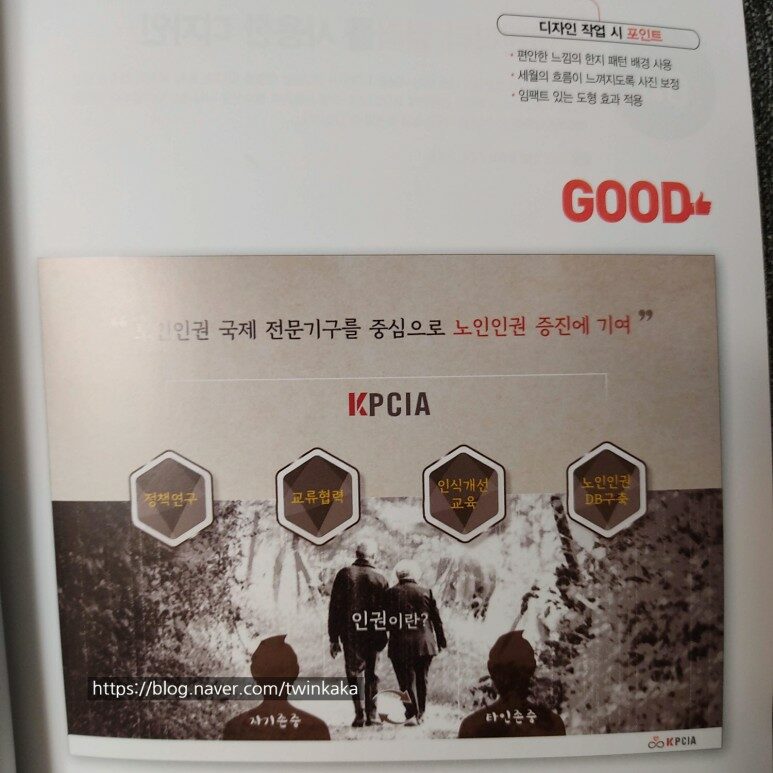 디자인 작업 시 포인트
• 편안한 느낌의 한지 패턴 배경 사용
• 세월의 흐름이 느껴지도록 사진 보정
• 임팩트 있는 도형 효과 적용
GOOD
국제 전문기구를 중심으로 노인인권 증진에 기여 ”
KPCIA
정책연구
교류협력
인식개선
교육
노인인권
DB구축
인권이란?
https://blog.naver.com/twinkaka
자기존중
타인존중
KPCIA